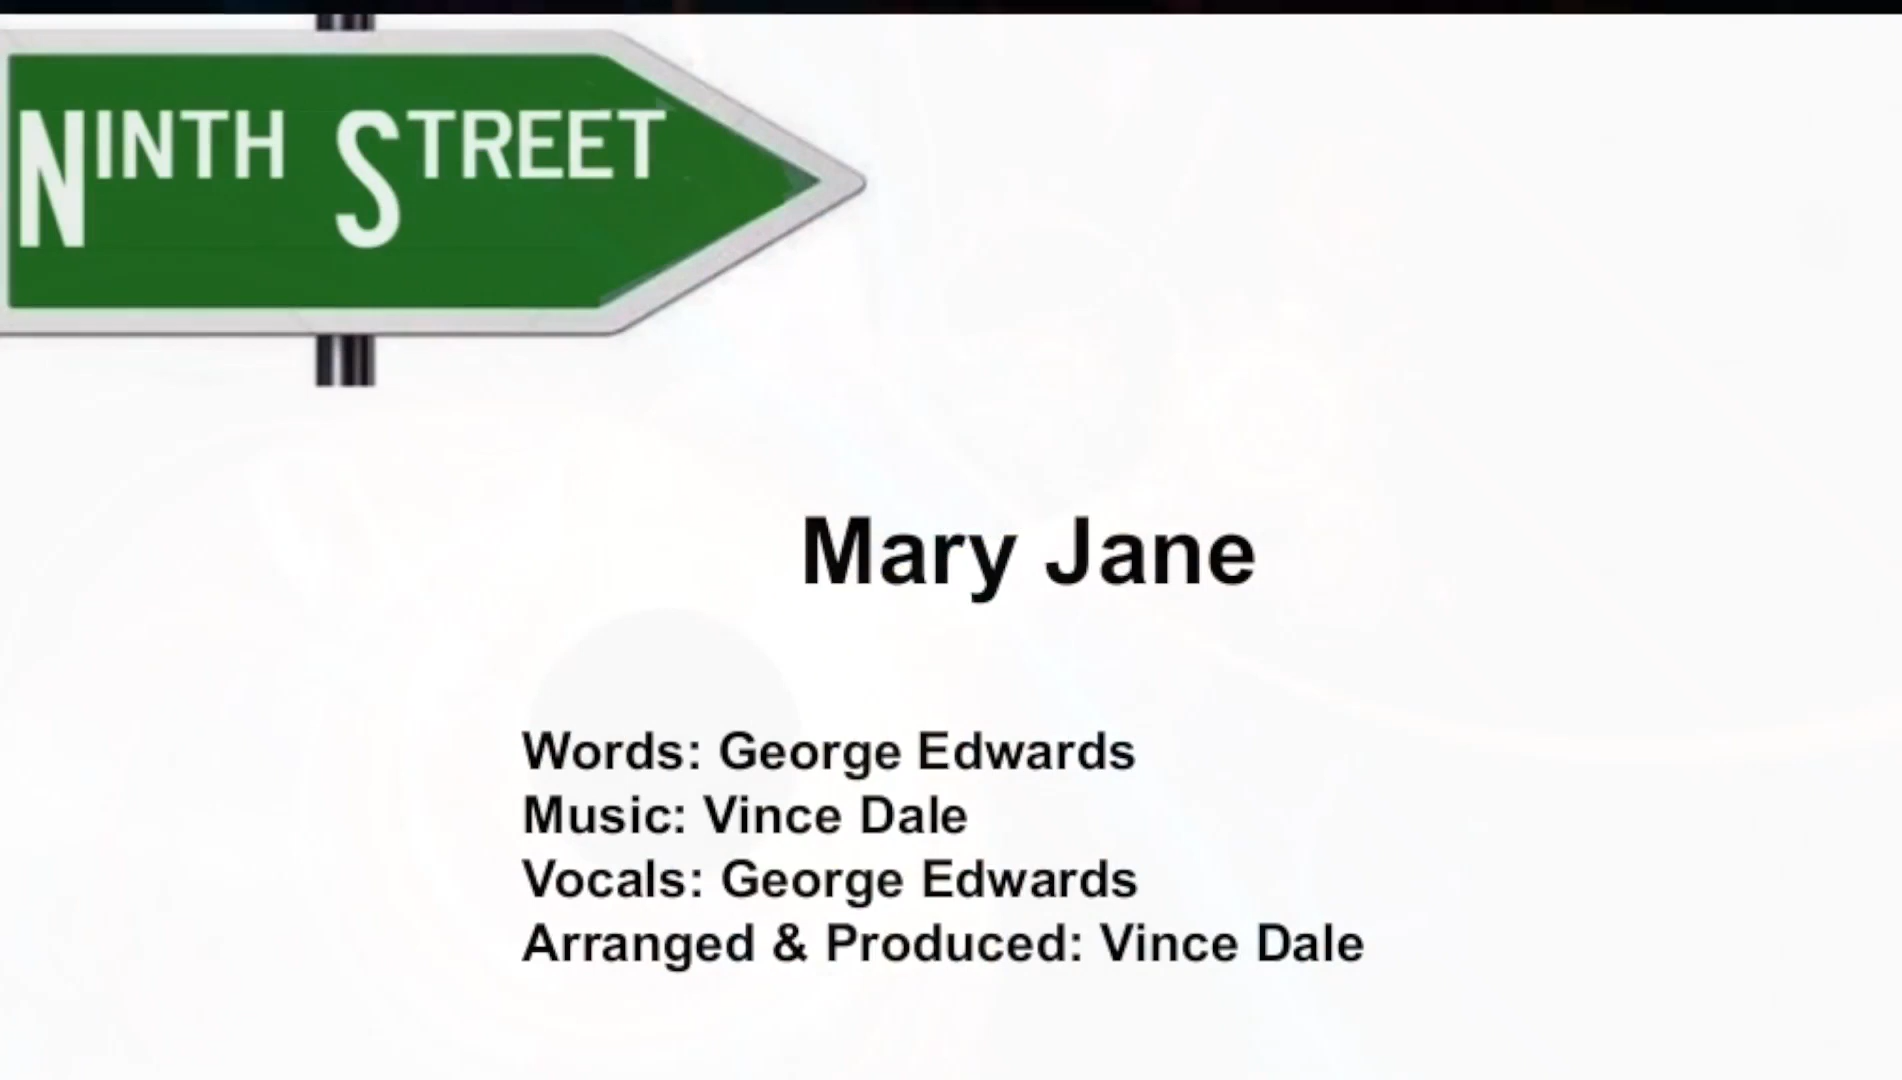 NINTH STREET
Mary Jane
Words: George Edwards
Music: Vince Dale
Vocals: George Edwards
Arranged & Produced: Vince Dale